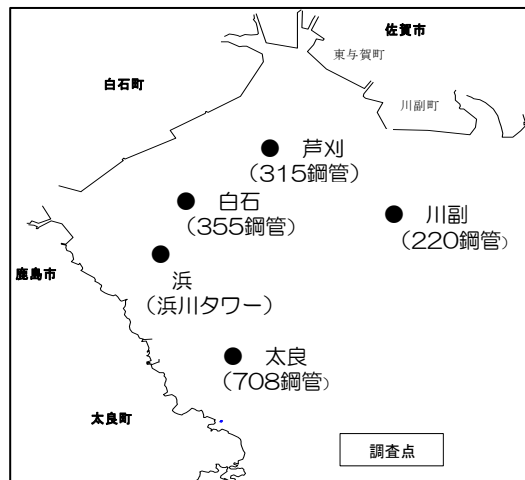 佐賀市
東与賀町
白石町
川副町
芦刈
(315鋼管)
白石
(355鋼管)
川副
(220鋼管)
鹿島市
浜
(浜川タワー)
太良
(708鋼管)
太良町
調査点